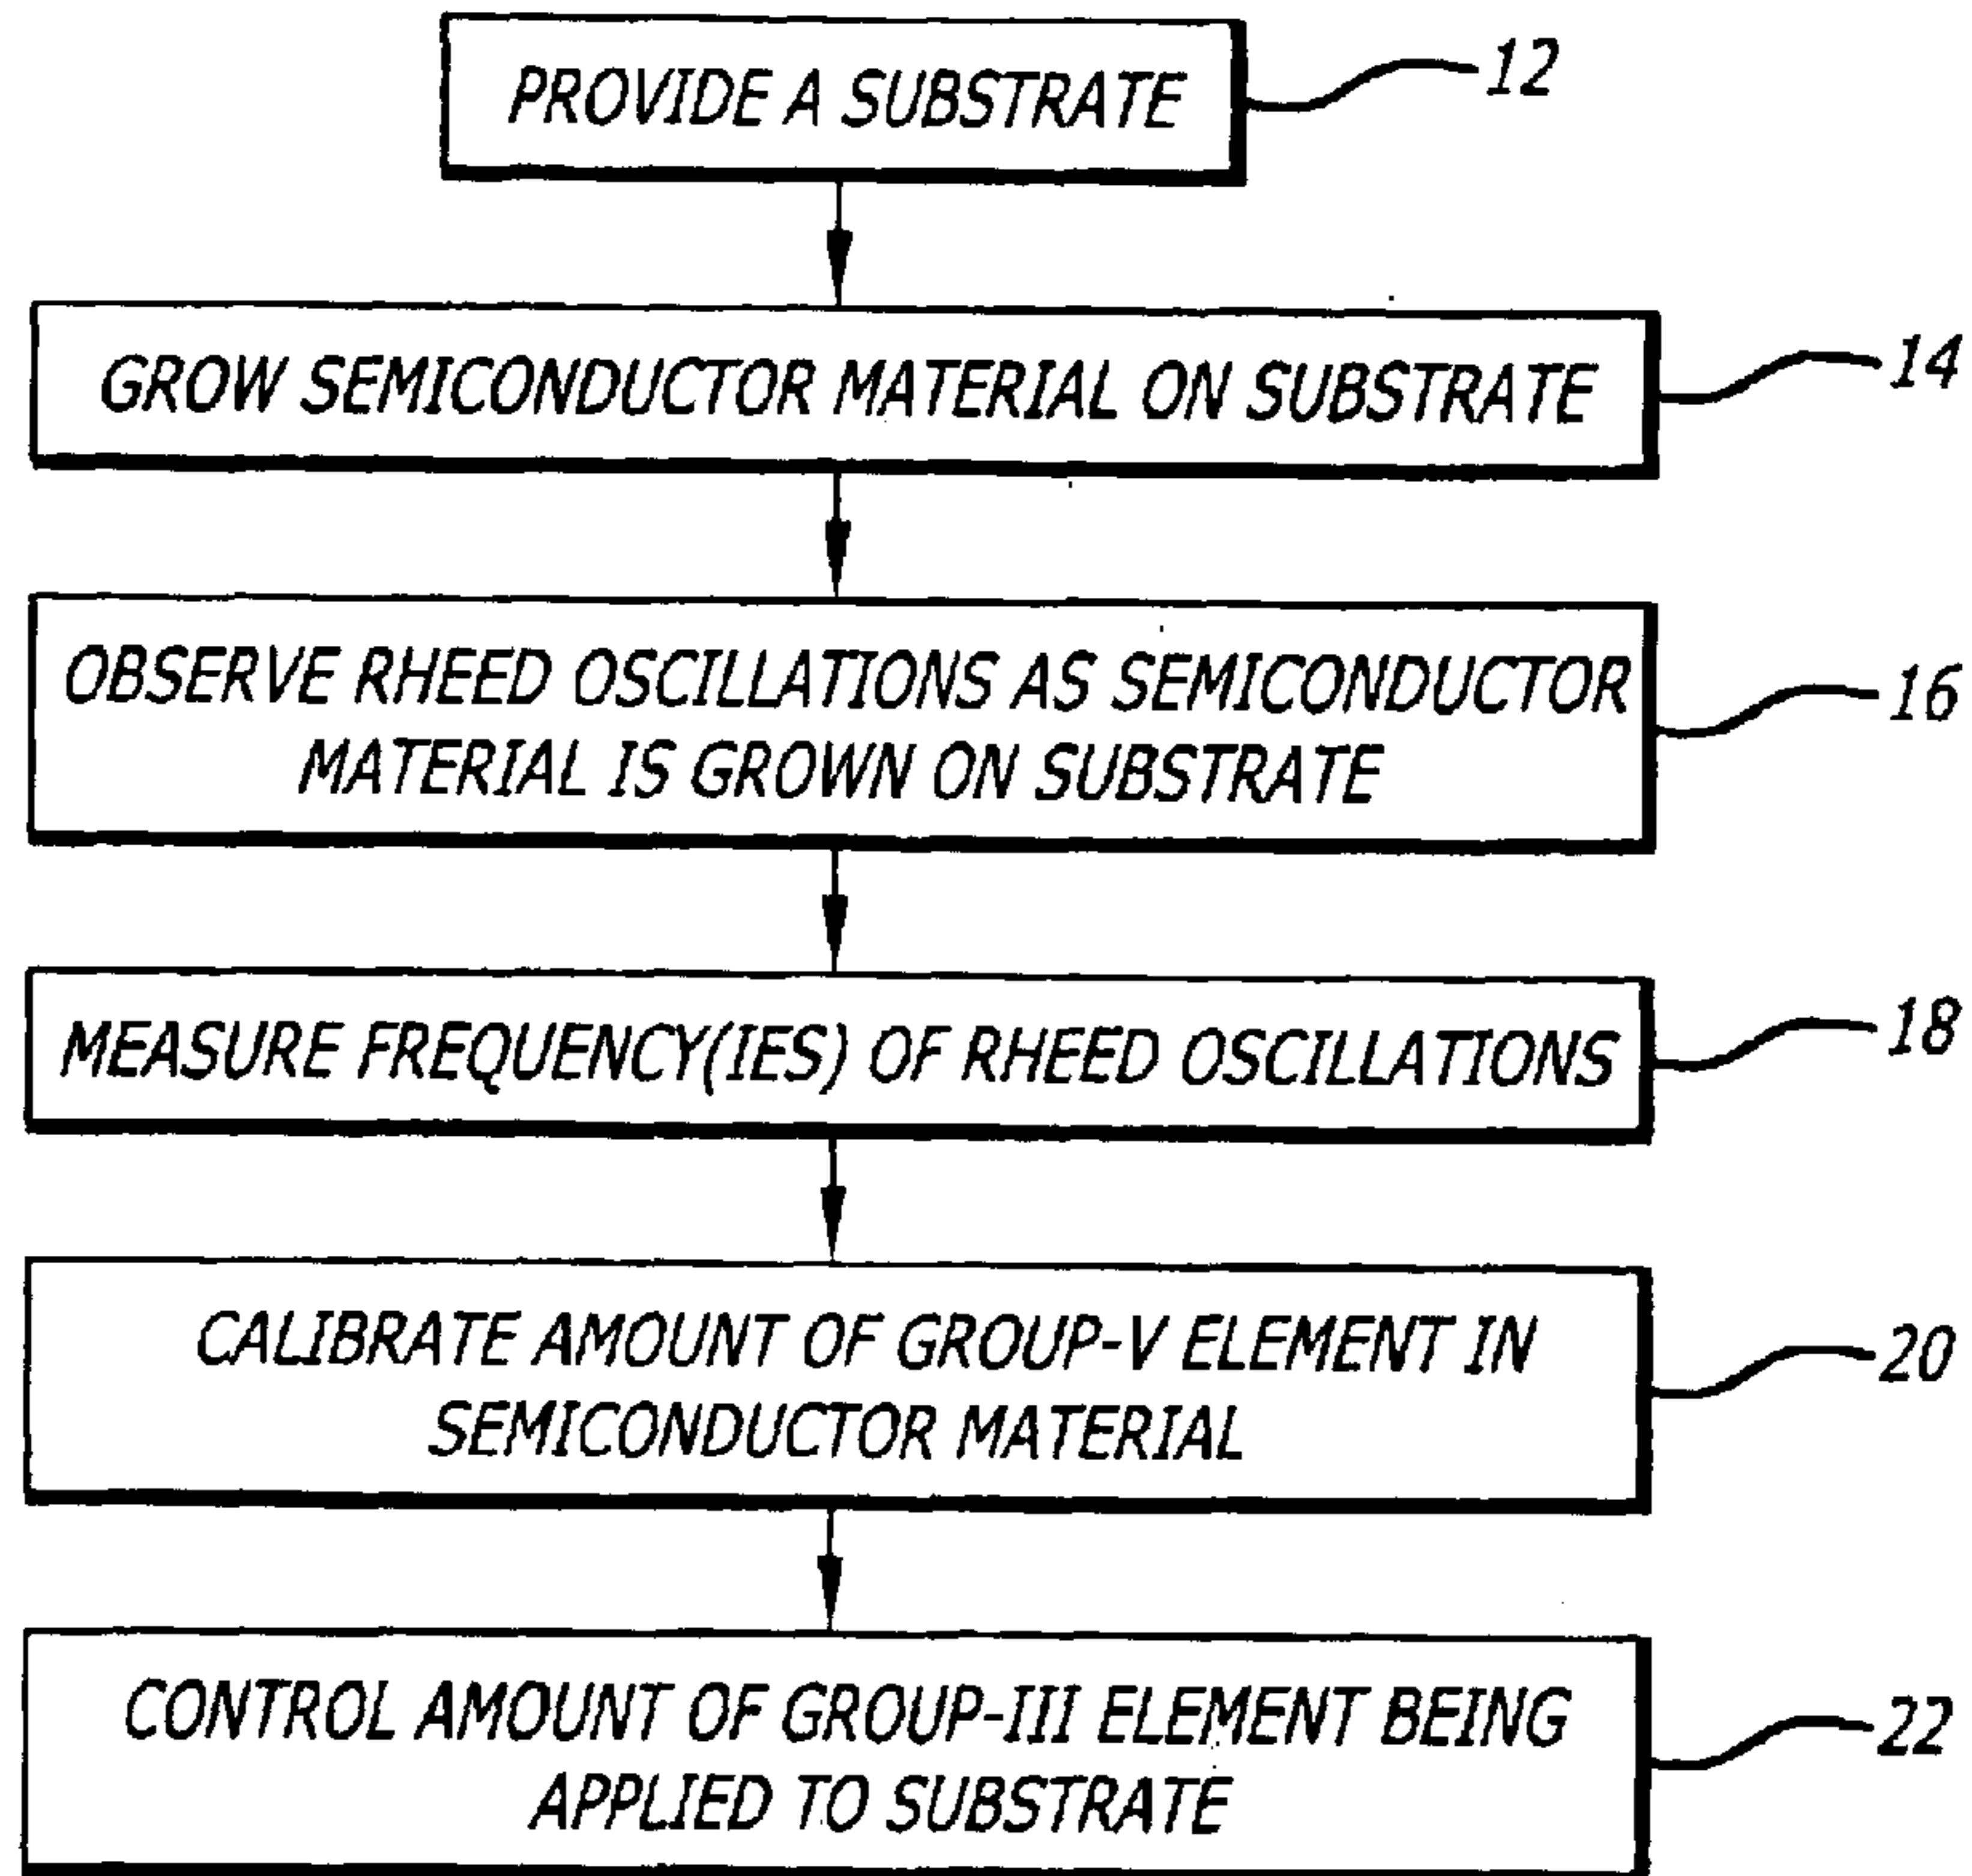 PROVIDE A SUBSTRATE
12
GROW SEMICONDUCTOR MATERIAL ON SUBSTRATE
14
OBSERVE RHEED OSCILLATIONS AS SEMICONDUCTOR
MATERIAL IS GROWN ON SUBSTRATE
16
MEASURE FREQUENCY(IES) OF RHEED OSCILLATIONS
18
CALIBRATE AMOUNT OF GROUP-V ELEMENT IN
SEMICONDUCTOR MATERIAL
20
CONTROL AMOUNT OF GROUP-III ELEMENT BEING
APPLIED TO SUBSTRATE
22